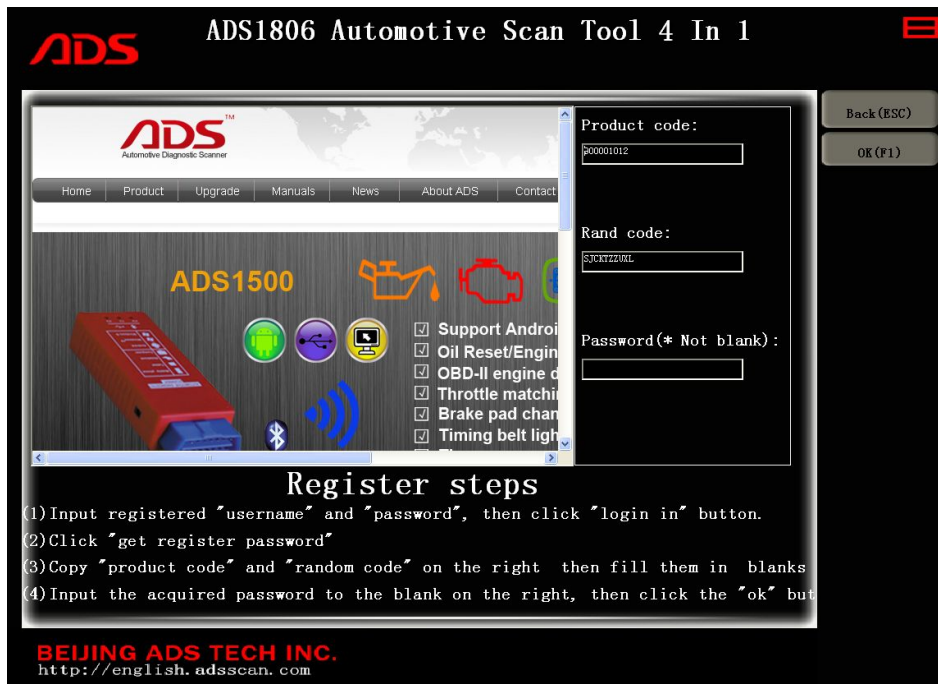 ADS1806 Automotive Scan Tool 4 In 1
ADS
Back(ESC)
OK(F1)
ADS™
Automotive Diagnostic Scanner
Home Product Upgrade Manuals News About ADS Contact
ADS1500
Support Androi
Oil Reset/Engin
OBD-II engine d
Throttle matchi
Brake pad chan
Timing belt ligh
Product code:
000001012
Rand code:
SJCKTZZUXL
Password(* Not blank):
Register steps
(1)Input registered "username" and "password", then click "login in" button.
(2)Click "get register password"
(3)Copy "product code" and "random code" on the right then fill them in blanks
(4)Input the acquired password to the blank on the right, then click the "ok" but
BEIJING ADS TECH INC.
http://english.adsscan.com